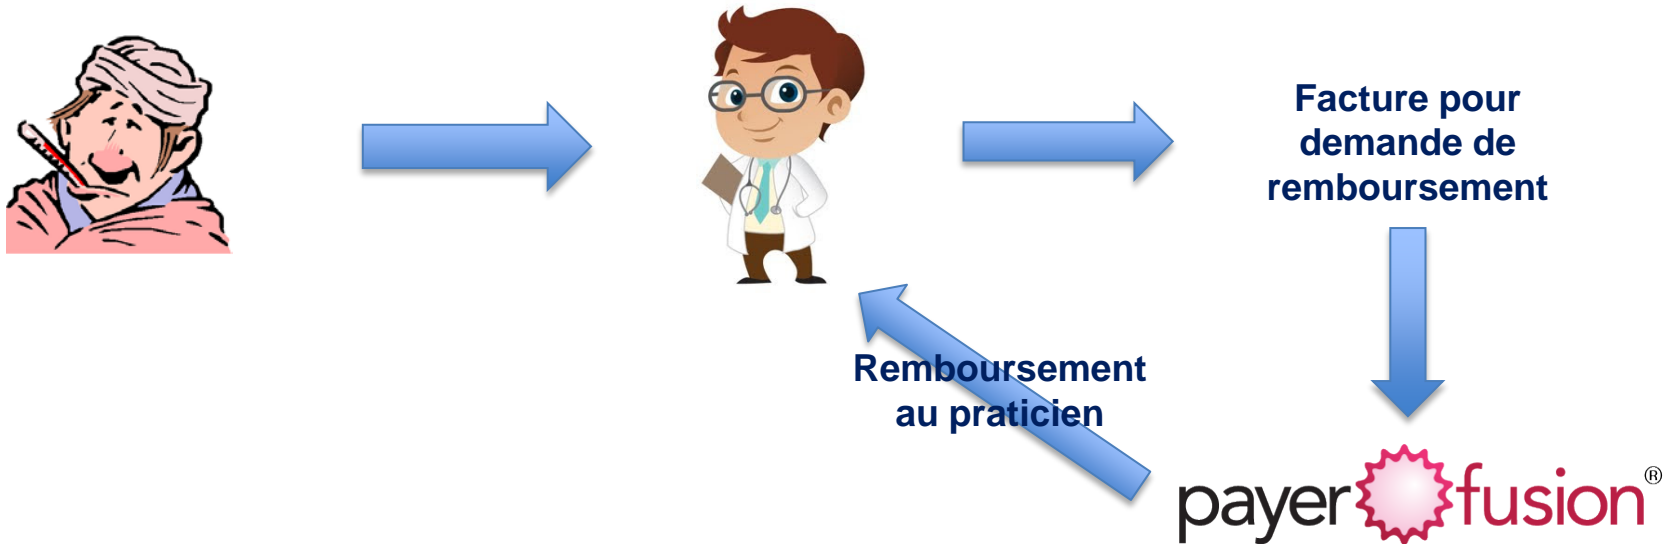 Facture pour
demande de
remboursement
Remboursement
au praticien
payer fusion®